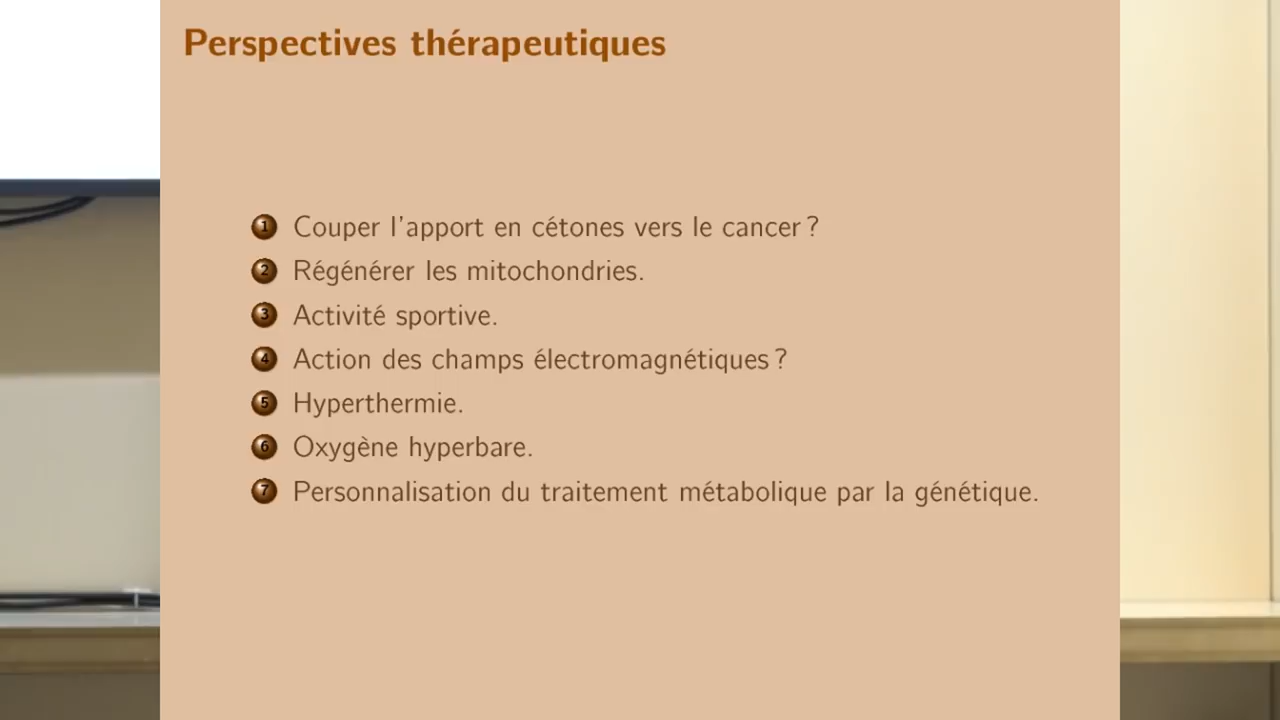 Perspectives thérapeutiques
1 Couper l'apport en cétones vers le cancer ?
2 Régénérer les mitochondries.
3 Activité sportive.
4 Action des champs électromagnétiques ?
5 Hyperthermie.
6 Oxygène hyperbare.
7 Personnalisation du traitement métabolique par la génétique.